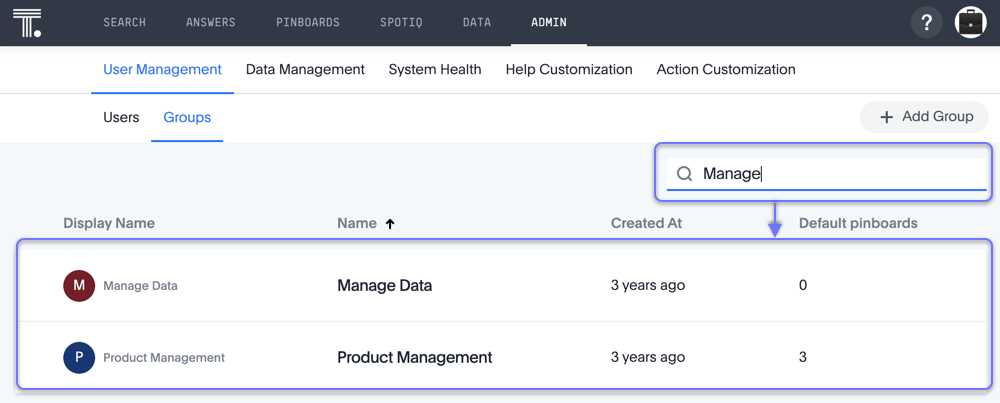 T. SEARCH ANSWERS PINBOARDS SPOTIQ DATA ADMIN ?
User Management Data Management System Health Help Customization Action Customization
Users Groups + Add Group
Manage
Display Name Name ↑ Created At Default pinboards
M Manage Data Manage Data 3 years ago 0
P Product Management Product Management 3 years ago 3